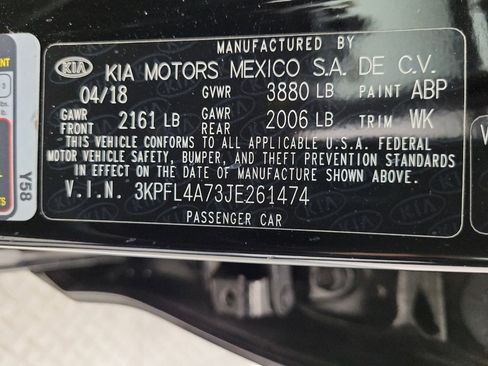 MANUFACTURED BY
KIA KIA MOTORS MEXICO S.A. DE C.V.
04/18 GVWR 3880 LB PAINT ABP
GAWR FRONT 2161 LB GAWR REAR 2006 LB TRIM WK
THIS VEHICLE CONFORMS TO ALL APPLICABLE U.S.A. FEDERAL
MOTOR VEHICLE SAFETY, BUMPER, AND THEFT PREVENTION STANDARDS
IN EFFECT ON THE DATE OF MANUFACTURE SHOWN ABOVE.
V.I.N. 3KPFL4A73JE261474
PASSENGER CAR
Y58